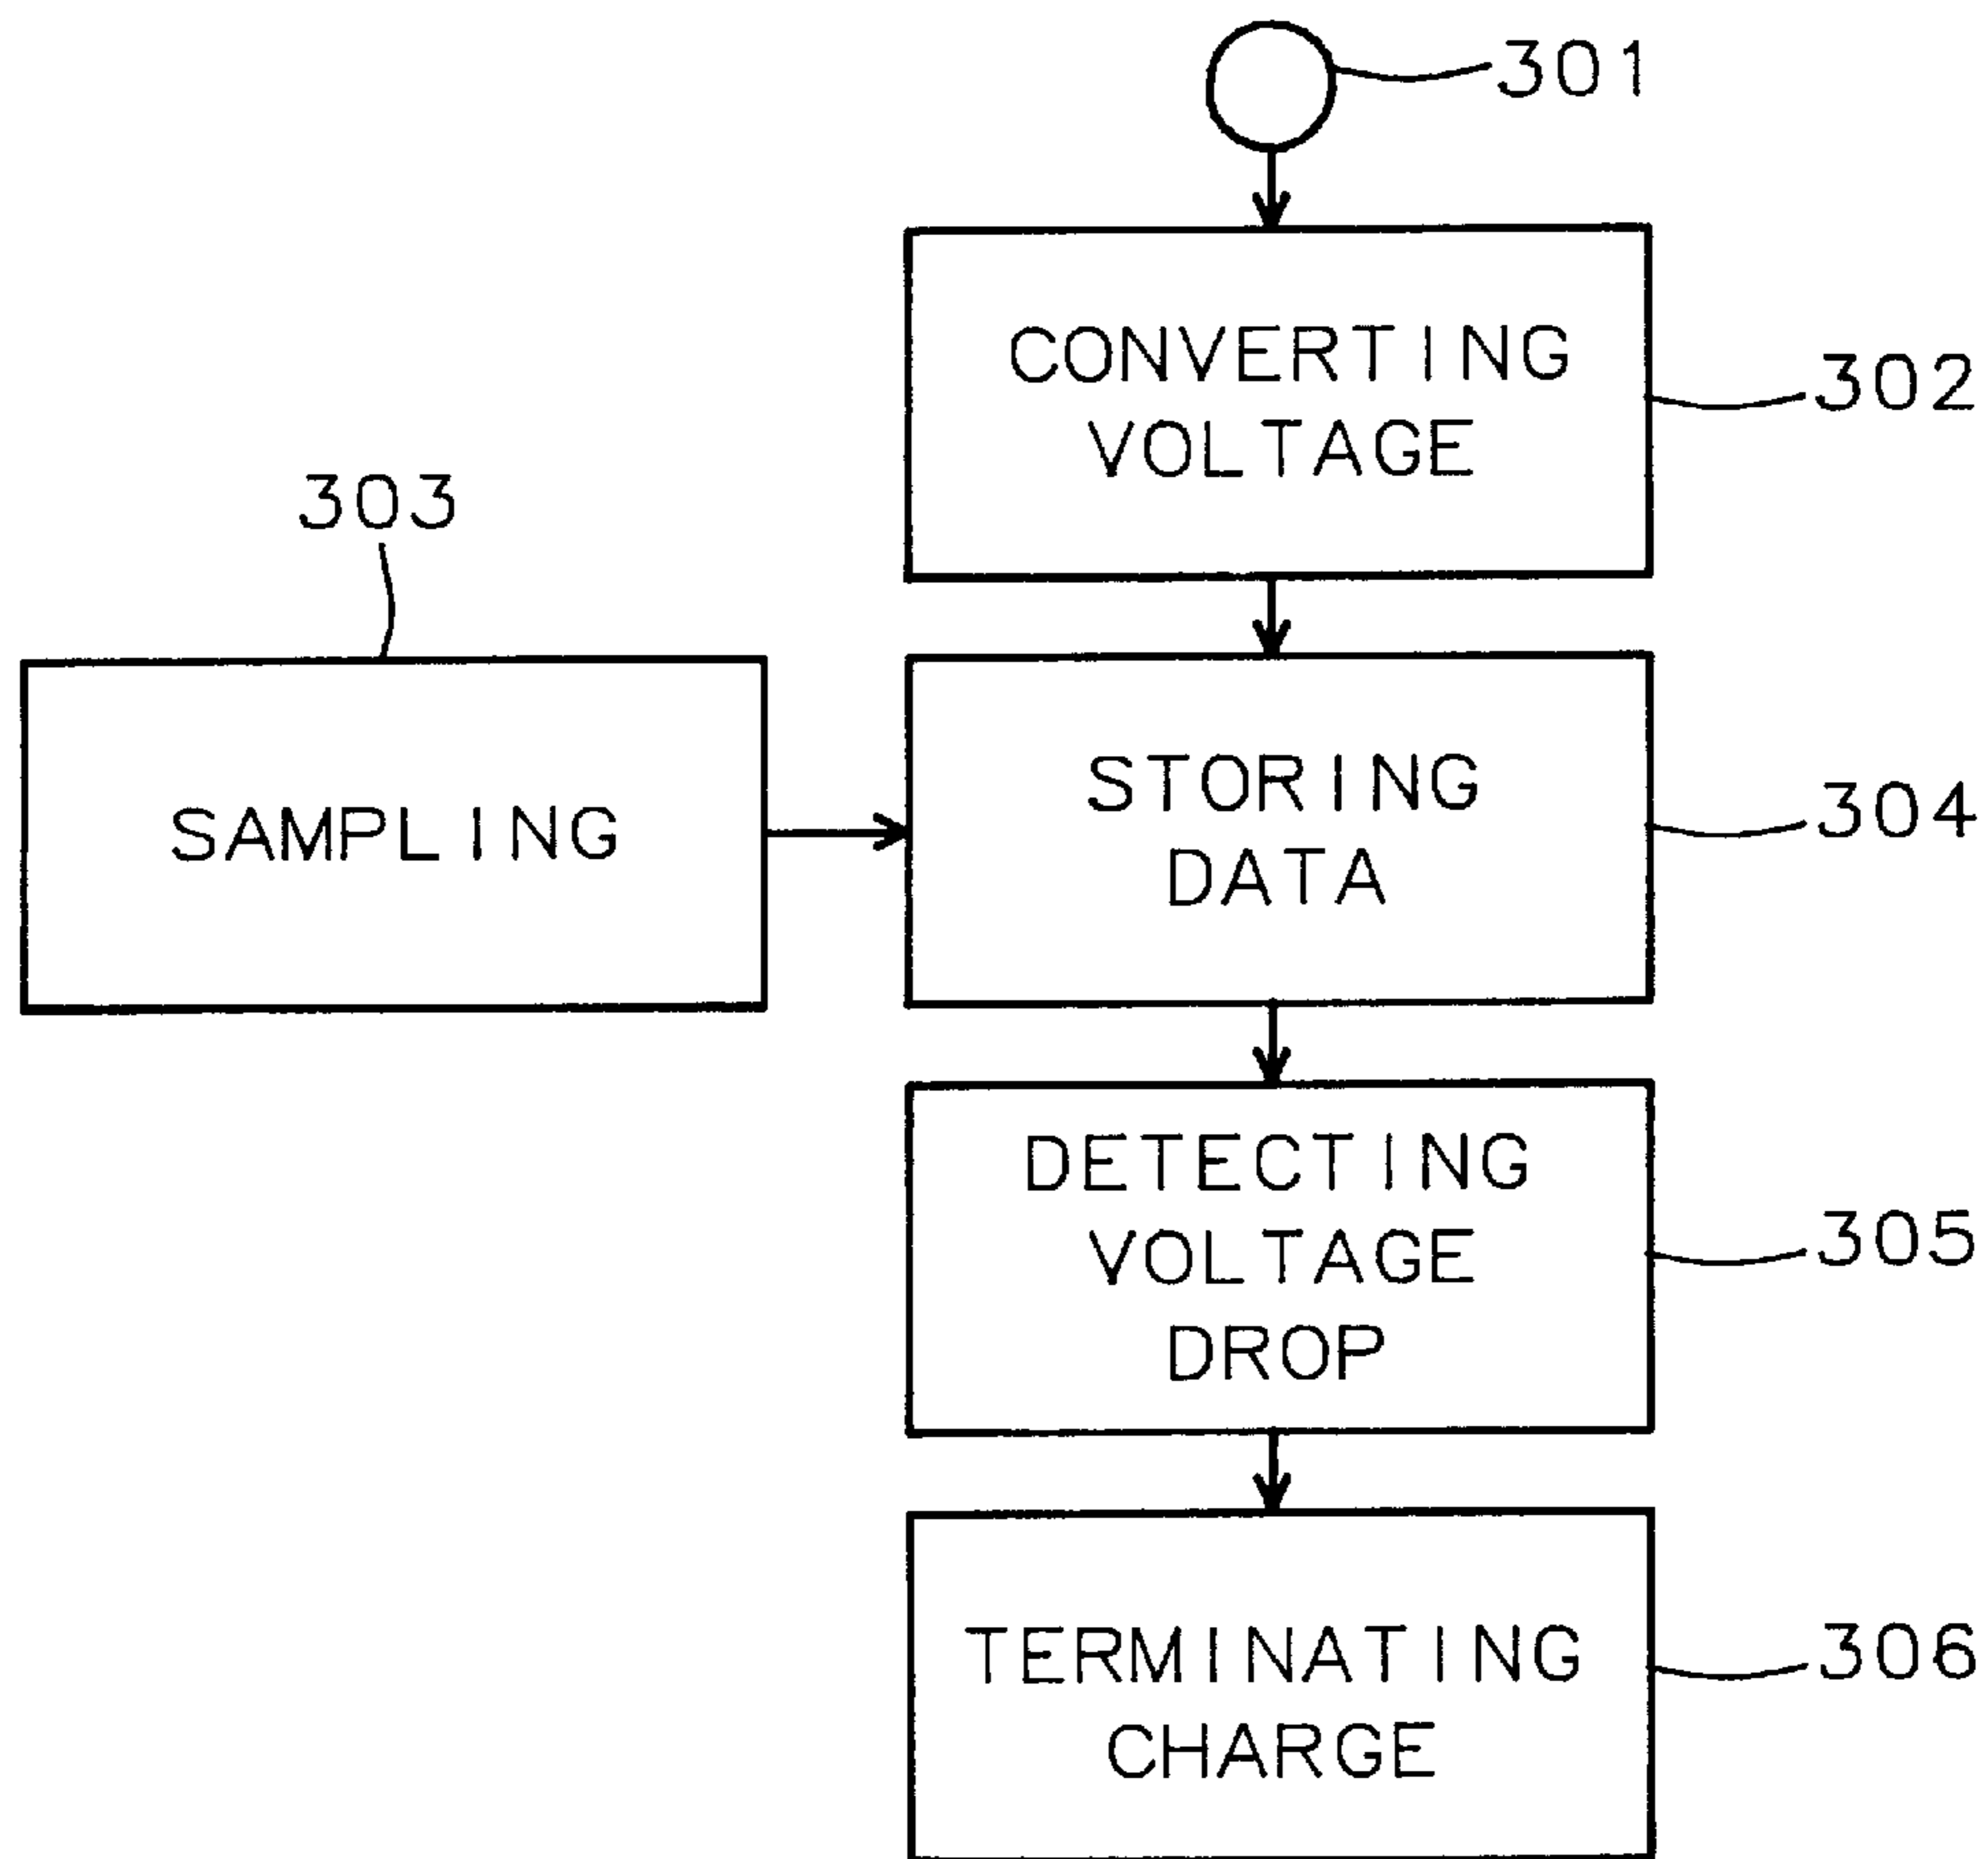 301
CONVERTING
VOLTAGE
302
303
SAMPLING
STORING
DATA
304
DETECTING
VOLTAGE
DROP
305
TERMINATING
CHARGE
306